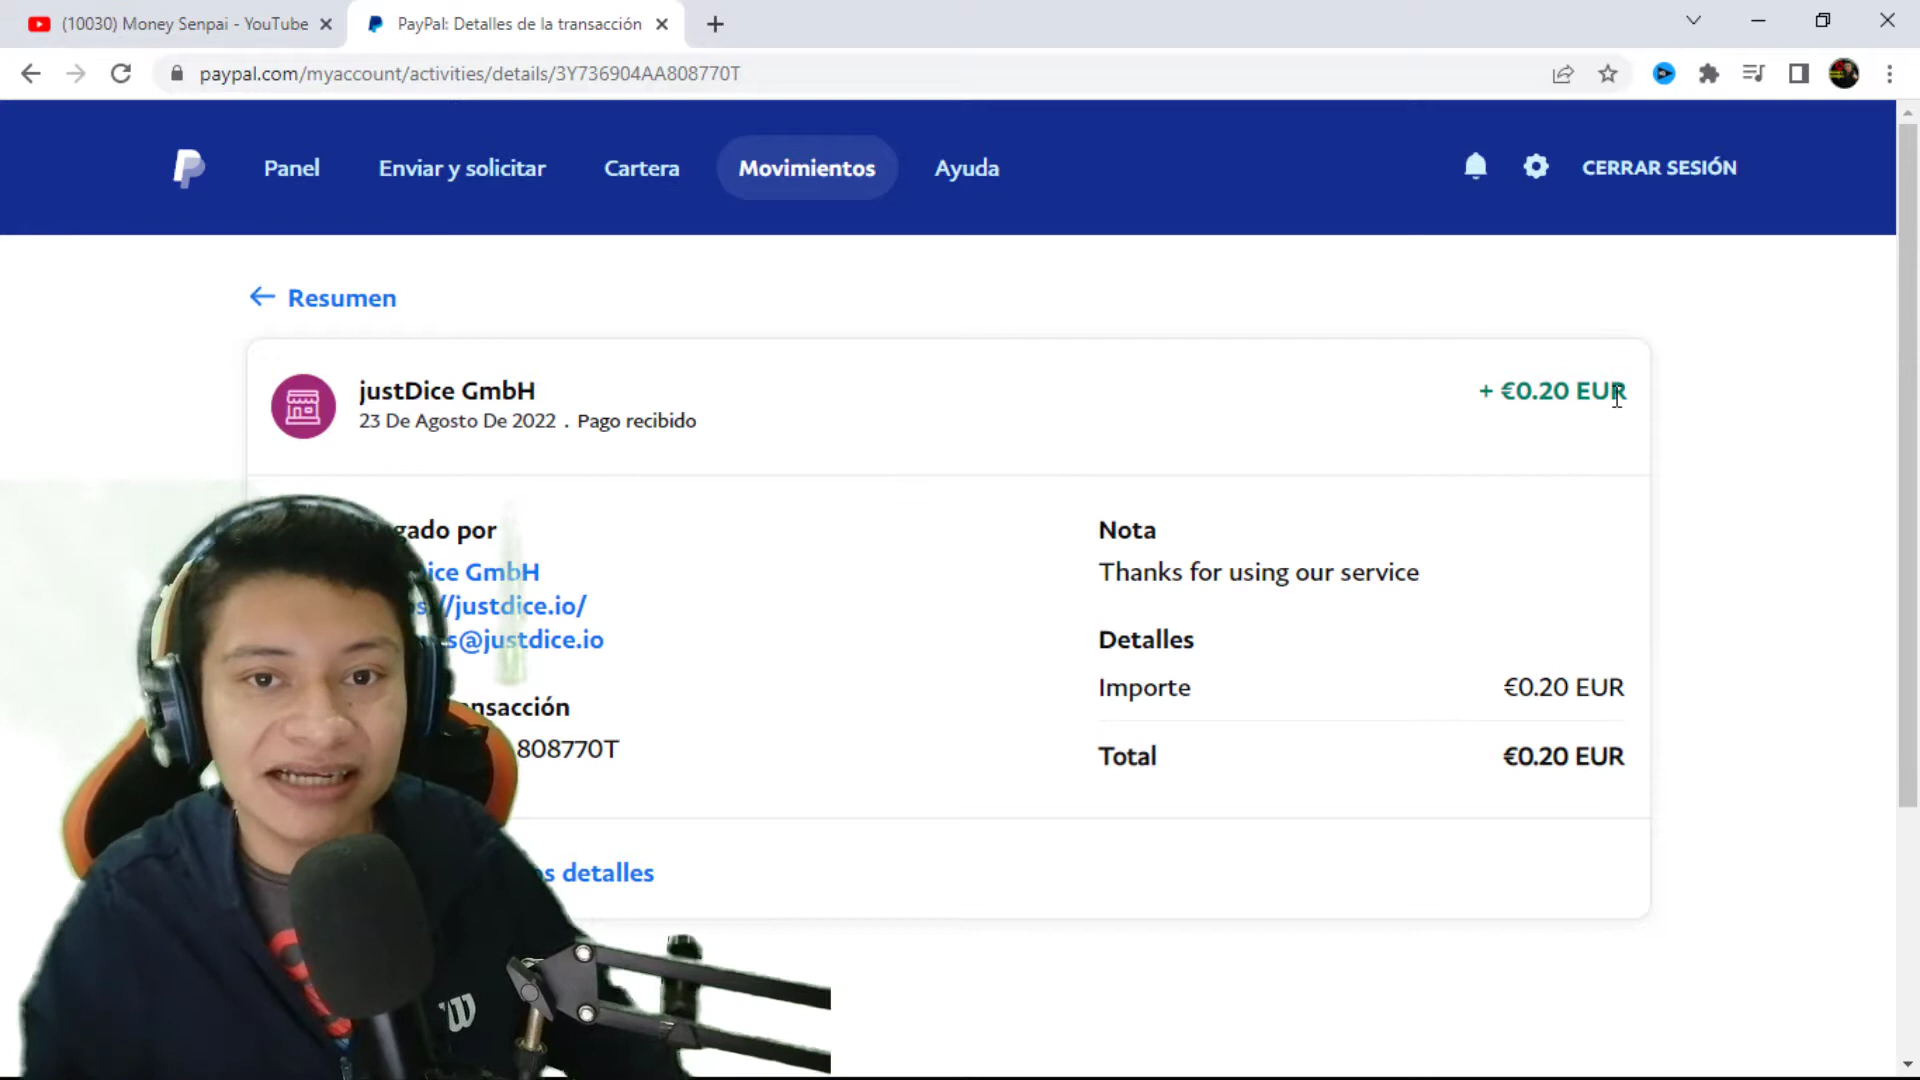 (10030) Money Senpai - YouTube
PayPal: Detalles de la transacción
paypal.com/myaccount/activities/details/3Y736904AA808770T
Panel
Enviar y solicitar
Cartera
Movimientos
Ayuda
CERRAR SESIÓN
Resumen
justDice GmbH
+ €0.20 EUR
23 De Agosto De 2022 . Pago recibido
gado por
ice GmbH
s://justdice.io/
s@justdice.io
nsacción
808770T
Nota
Thanks for using our service
Detalles
Importe
€0.20 EUR
Total
€0.20 EUR
os detalles